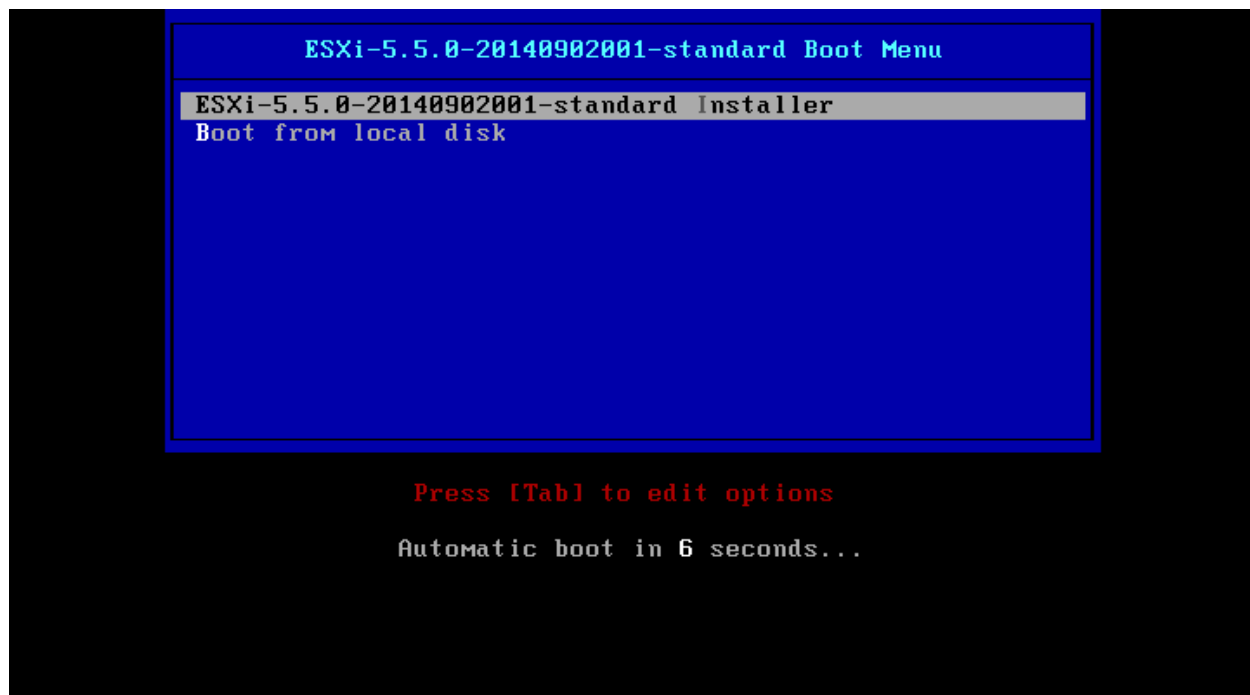 ESXi-5.5.0-20140902001-standard Boot Menu
ESXi-5.5.0-20140902001-standard Installer
Boot from local disk
Press [Tab] to edit options
Automatic boot in 6 seconds...